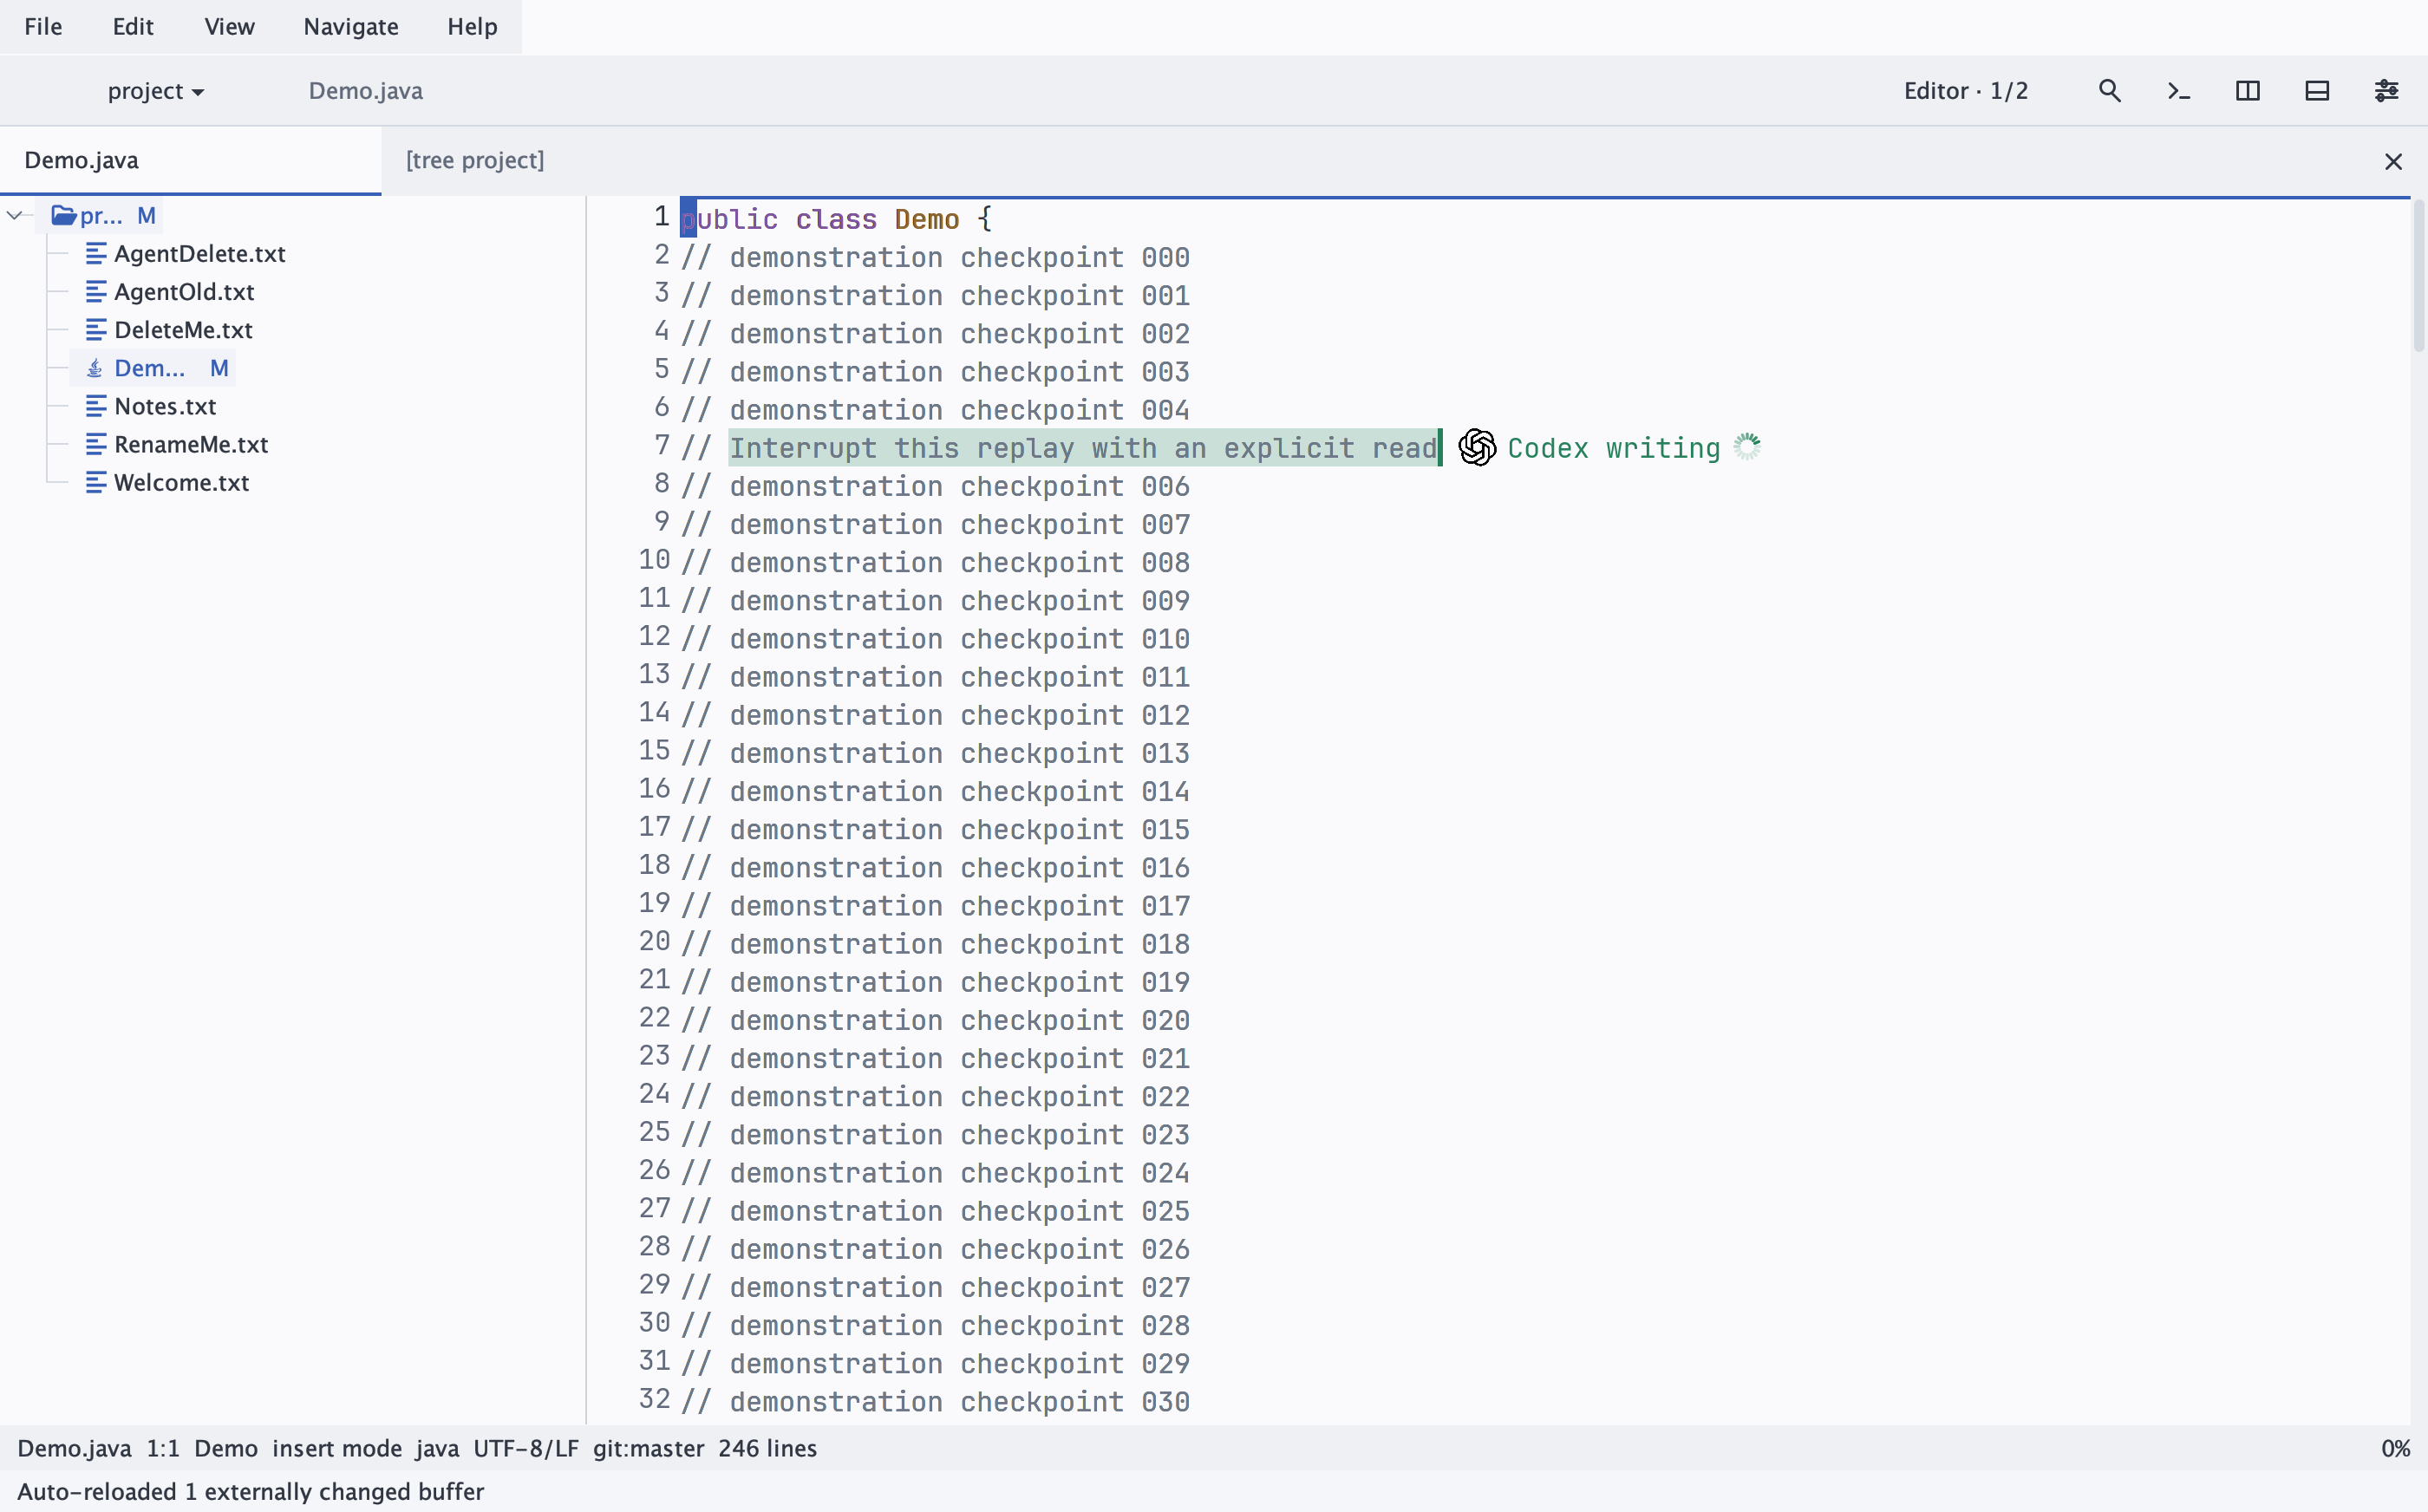 File Edit View Navigate Help
project Demo.java Editor · 1/2
Demo.java [tree project]
pr... M
AgentDelete.txt
AgentOld.txt
DeleteMe.txt
Dem... M
Notes.txt
RenameMe.txt
Welcome.txt
1 public class Demo {
2 // demonstration checkpoint 000
3 // demonstration checkpoint 001
4 // demonstration checkpoint 002
5 // demonstration checkpoint 003
6 // demonstration checkpoint 004
7 // Interrupt this replay with an explicit read Codex writing
8 // demonstration checkpoint 006
9 // demonstration checkpoint 007
10 // demonstration checkpoint 008
11 // demonstration checkpoint 009
12 // demonstration checkpoint 010
13 // demonstration checkpoint 011
14 // demonstration checkpoint 012
15 // demonstration checkpoint 013
16 // demonstration checkpoint 014
17 // demonstration checkpoint 015
18 // demonstration checkpoint 016
19 // demonstration checkpoint 017
20 // demonstration checkpoint 018
21 // demonstration checkpoint 019
22 // demonstration checkpoint 020
23 // demonstration checkpoint 021
24 // demonstration checkpoint 022
25 // demonstration checkpoint 023
26 // demonstration checkpoint 024
27 // demonstration checkpoint 025
28 // demonstration checkpoint 026
29 // demonstration checkpoint 027
30 // demonstration checkpoint 028
31 // demonstration checkpoint 029
32 // demonstration checkpoint 030
Demo.java 1:1 Demo insert mode java UTF-8/LF git:master 246 lines 0%
Auto-reloaded 1 externally changed buffer